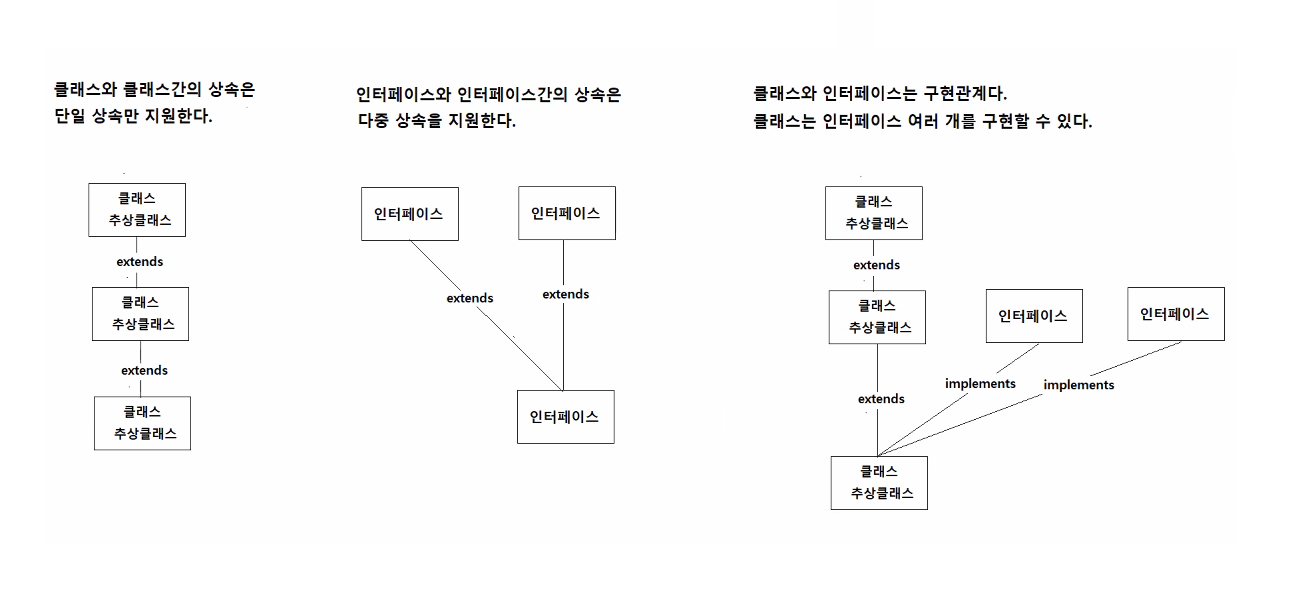 클래스와 클래스간의 상속은
단일 상속만 지원한다.
클래스
추상클래스
extends
클래스
추상클래스
extends
클래스
추상클래스
인터페이스와 인터페이스간의 상속은
다중 상속을 지원한다.
인터페이스
인터페이스
extends
extends
인터페이스
클래스와 인터페이스는 구현관계다.
클래스는 인터페이스 여러 개를 구현할 수 있다.
클래스
추상클래스
extends
클래스
추상클래스
인터페이스
인터페이스
extends
implements
implements
클래스
추상클래스